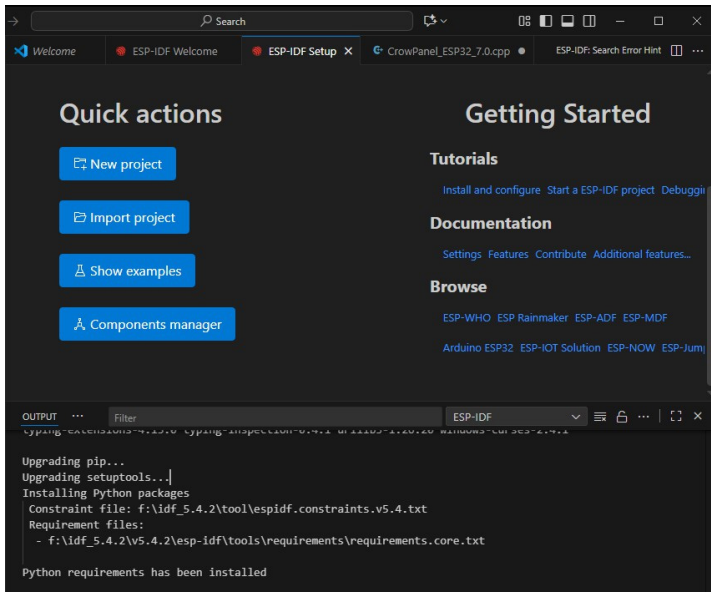 Search
Welcome
ESP-IDF Welcome
ESP-IDF Setup
CrowPanel_ESP32_7.0.cpp
ESP-IDF: Search Error Hint
Quick actions
New project
Import project
Show examples
Components manager
Getting Started
Tutorials
Install and configure Start a ESP-IDF project
Documentation
Settings Features Contribute Additional features...
Browse
ESP-WHO ESP Rainmaker ESP-ADF ESP-MDF
Arduino ESP32 ESP-IOT Solution ESP-NOW
OUTPUT
Filter
ESP-IDF
Upgrading pip...
Upgrading setuptools...
Installing Python packages
Constraint file: f:\idf_5.4.2\tool\espidf.constraints.v5.4.txt
Requirement files:
- f:\idf_5.4.2\v5.4.2\esp-idf\tools\requirements\requirements.core.txt
Python requirements has been installed